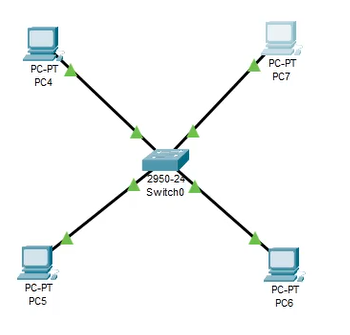 PC-PT
PC4
PC-PT
PC7
2950-24
Switch0
PC-PT
PC5
PC-PT
PC6